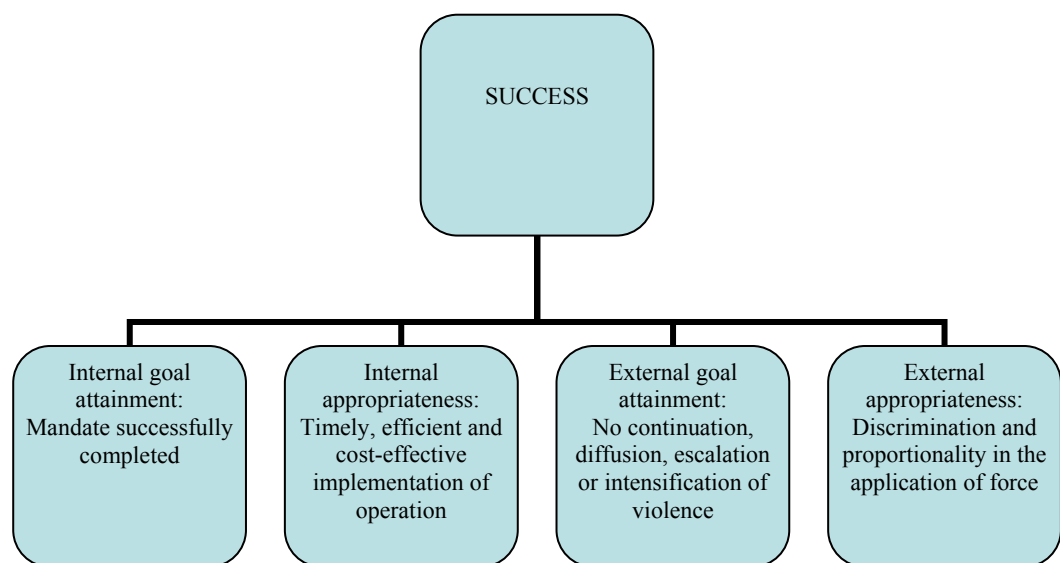 SUCCESS
Internal goal
attainment:
Mandate successfully
completed
Internal
appropriateness:
Timely, efficient and
cost-effective
implementation of
operation
External goal
attainment:
No continuation,
diffusion, escalation
or intensification of
violence
External
appropriateness:
Discrimination and
proportionality in the
application of force